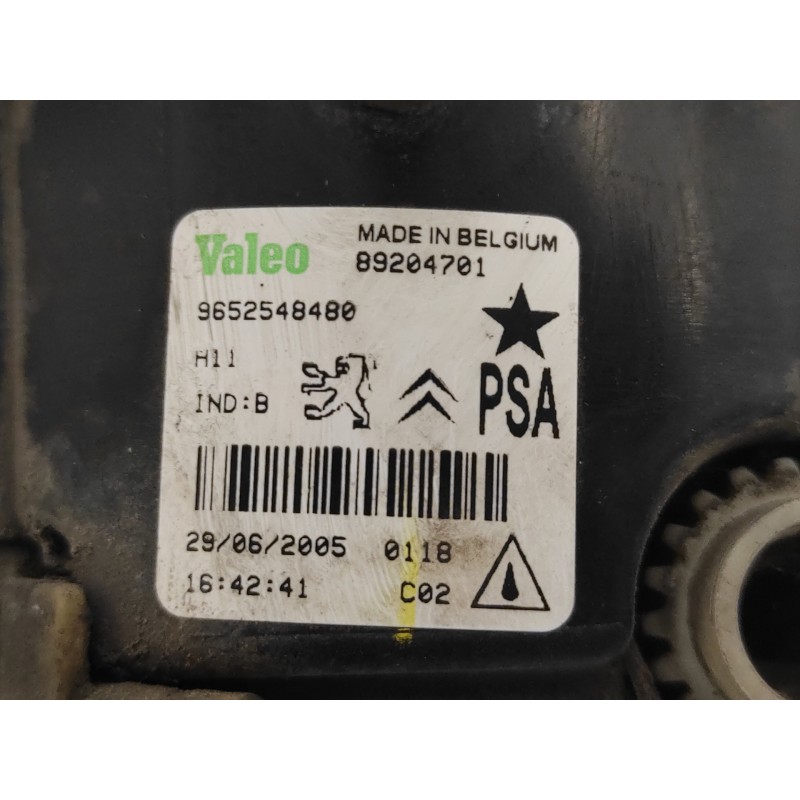 Valeo MADE IN BELGIUM
89204701
9652548480
H11
IND:B PSA
29/06/2005 0118
16:42:41 C02